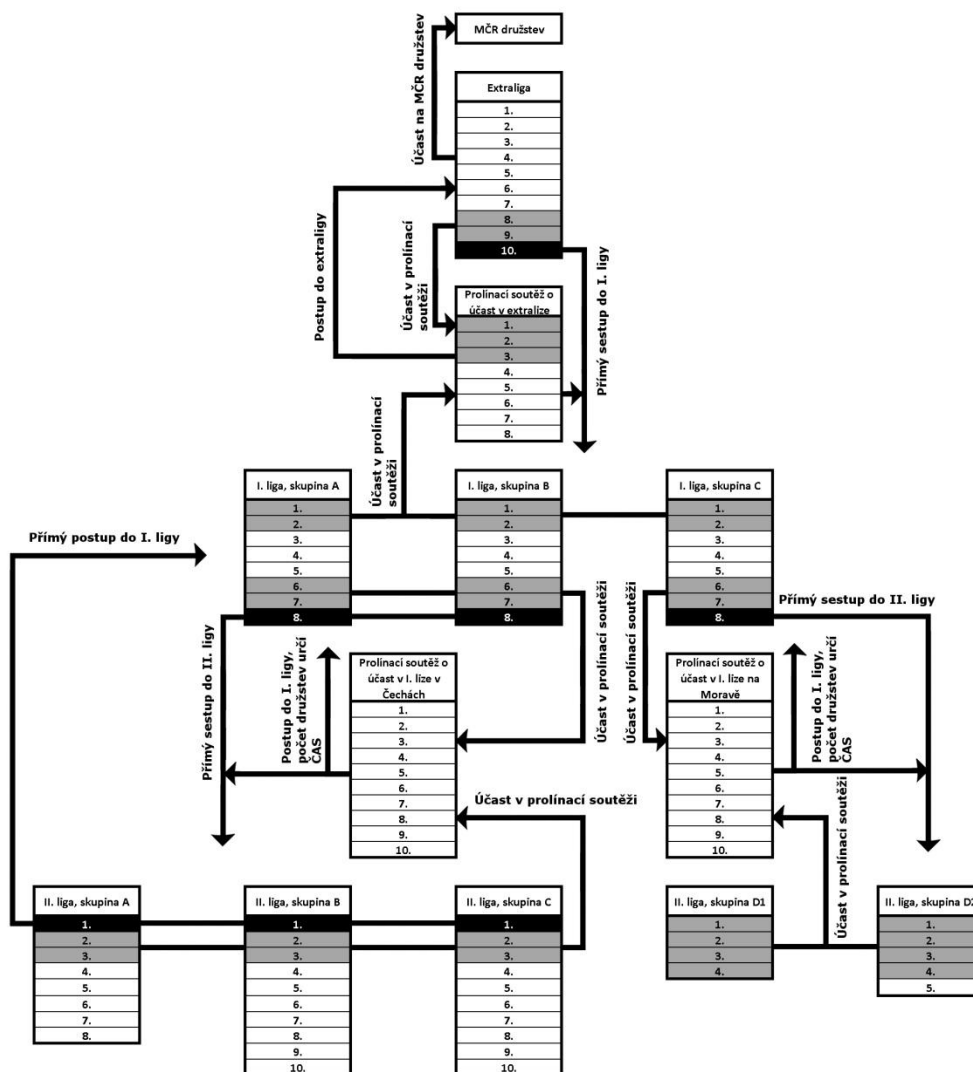 MČR družstev
Účast na MČR družstev
Extraliga
1.
2.
3.
4.
5.
6.
7.
8.
9.
10.
Postup do extraligy
Účast v prolínací
soutěži
Přímý sestup do I. ligy
Prolínací soutěž o
účast v extralize
1.
2.
3.
4.
5.
6.
7.
8.
Účast v prolínací
soutěži
I. liga, skupina A
1.
2.
3.
4.
5.
6.
7.
8.
I. liga, skupina B
1.
2.
3.
4.
5.
6.
7.
8.
I. liga, skupina C
1.
2.
3.
4.
5.
6.
7.
8.
Přímý postup do I. ligy
Přímý sestup do II. ligy
Přímý sestup do II. ligy
Postup do I. ligy,
počet družstev určí
ČAS
Prolínací soutěž o
účast v I. líze v
Čechách
1.
2.
3.
4.
5.
6.
7.
8.
9.
10.
Účast v prolínací soutěži
Účast v prolínací soutěži
Prolínací soutěž o
účast v I. líze na
Moravě
1.
2.
3.
4.
5.
6.
7.
8.
9.
10.
Postup do I. ligy,
počet družstev určí
ČAS
Účast v prolínací soutěži
Účast v prolínací soutěži
II. liga, skupina A
1.
2.
3.
4.
5.
6.
7.
8.
II. liga, skupina B
1.
2.
3.
4.
5.
6.
7.
8.
9.
10.
II. liga, skupina C
1.
2.
3.
4.
5.
6.
7.
8.
9.
10.
II. liga, skupina D1
1.
2.
3.
4.
II. liga, skupina D2
1.
2.
3.
4.
5.